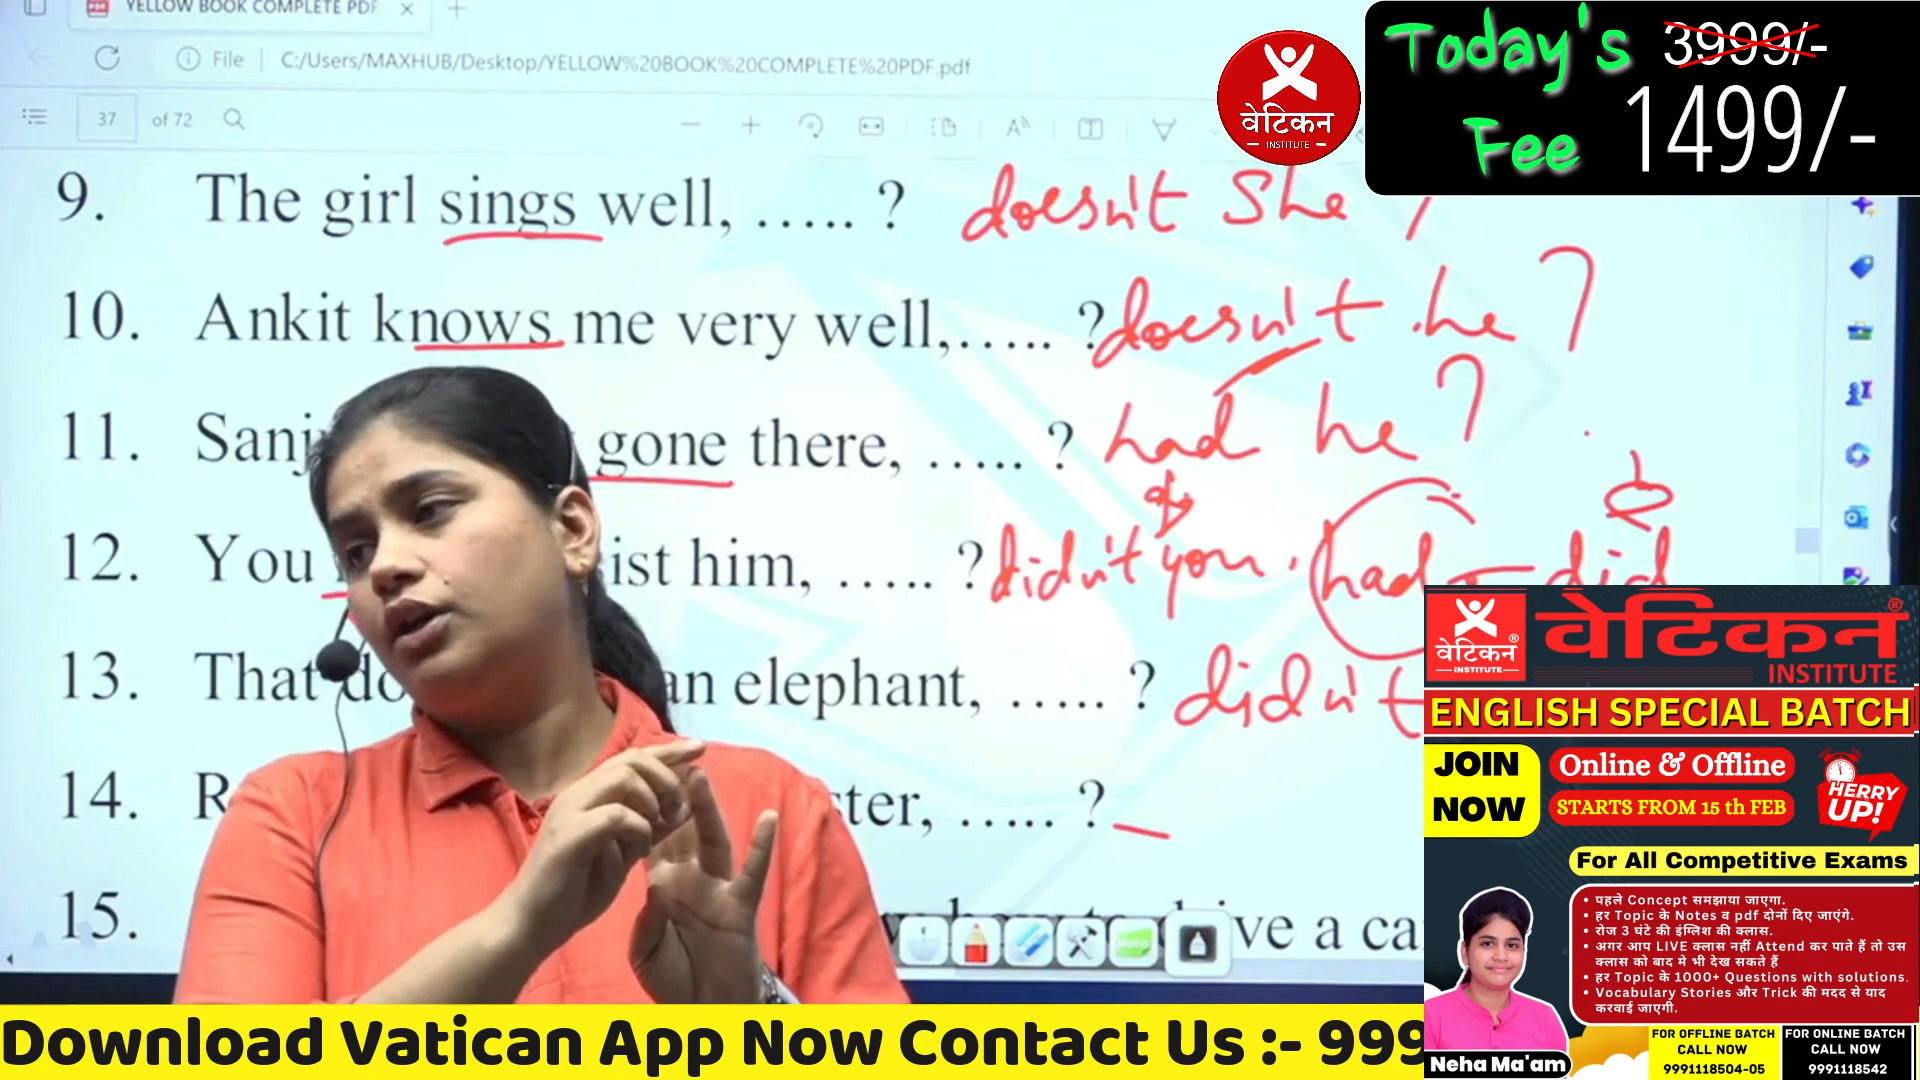 YELLOW BOOK COMPLETE PDF
File | C:/Users/MAXHUB/Desktop/YELLOW%20BOOK%20COMPLETE%20PDF.pdf
37 of 72
वेटिकन
INSTITUTE
Today's 3999/-
Fee 1499/-
9. The girl sings well, ..... ? doesn't She ?
10. Ankit knows me very well,..... ? doesn't he ?
11. Sanj gone there, ..... ? had he ?
12. You ist him, ..... ? didn't you. had did
13. That do an elephant, ..... ? didn't
14. R ster, ..... ?
15. ive a ca
Note
वेटिकन
INSTITUTE
वेटिकन
INSTITUTE
ENGLISH SPECIAL BATCH
JOIN NOW
Online & Offline
STARTS FROM 15 th FEB
HERRY UP!
For All Competitive Exams
• पहले Concept समझाया जाएगा.
• हर Topic के Notes व pdf दोनों दिए जाएंगे.
• रोज 3 घंटे की इंग्लिश की क्लास.
• अगर आप LIVE क्लास नहीं Attend कर पाते हैं तो उस
क्लास को बाद मे भी देख सकते हैं
• हर Topic के 1000+ Questions with solutions.
• Vocabulary Stories और Trick की मदद से याद
करवाई जाएगी.
Neha Ma'am
FOR OFFLINE BATCH
CALL NOW
9991118504-05
FOR ONLINE BATCH
CALL NOW
9991118542
Download Vatican App Now Contact Us :- 999